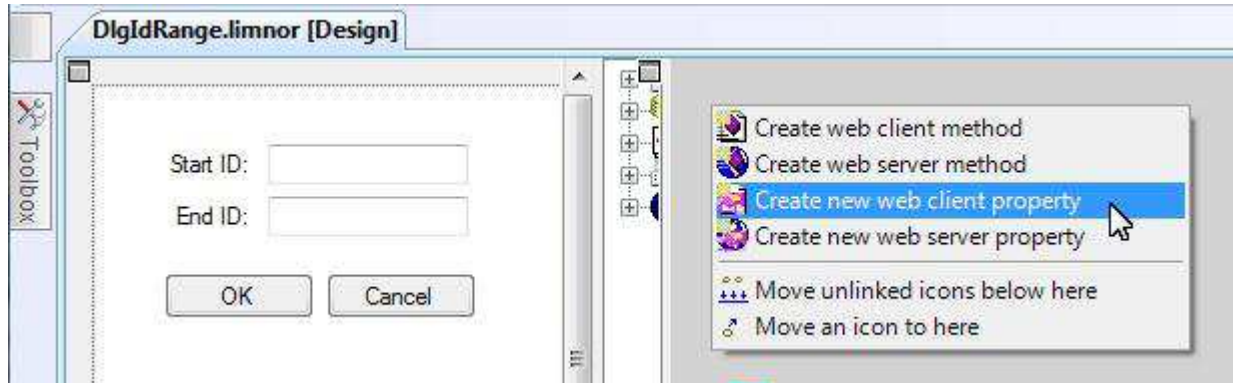 DlgIdRange.limnor [Design]
Toolbox
Start ID:
End ID:
OK
Cancel
Create web client method
Create web server method
Create new web client property
Create new web server property
Move unlinked icons below here
Move an icon to here